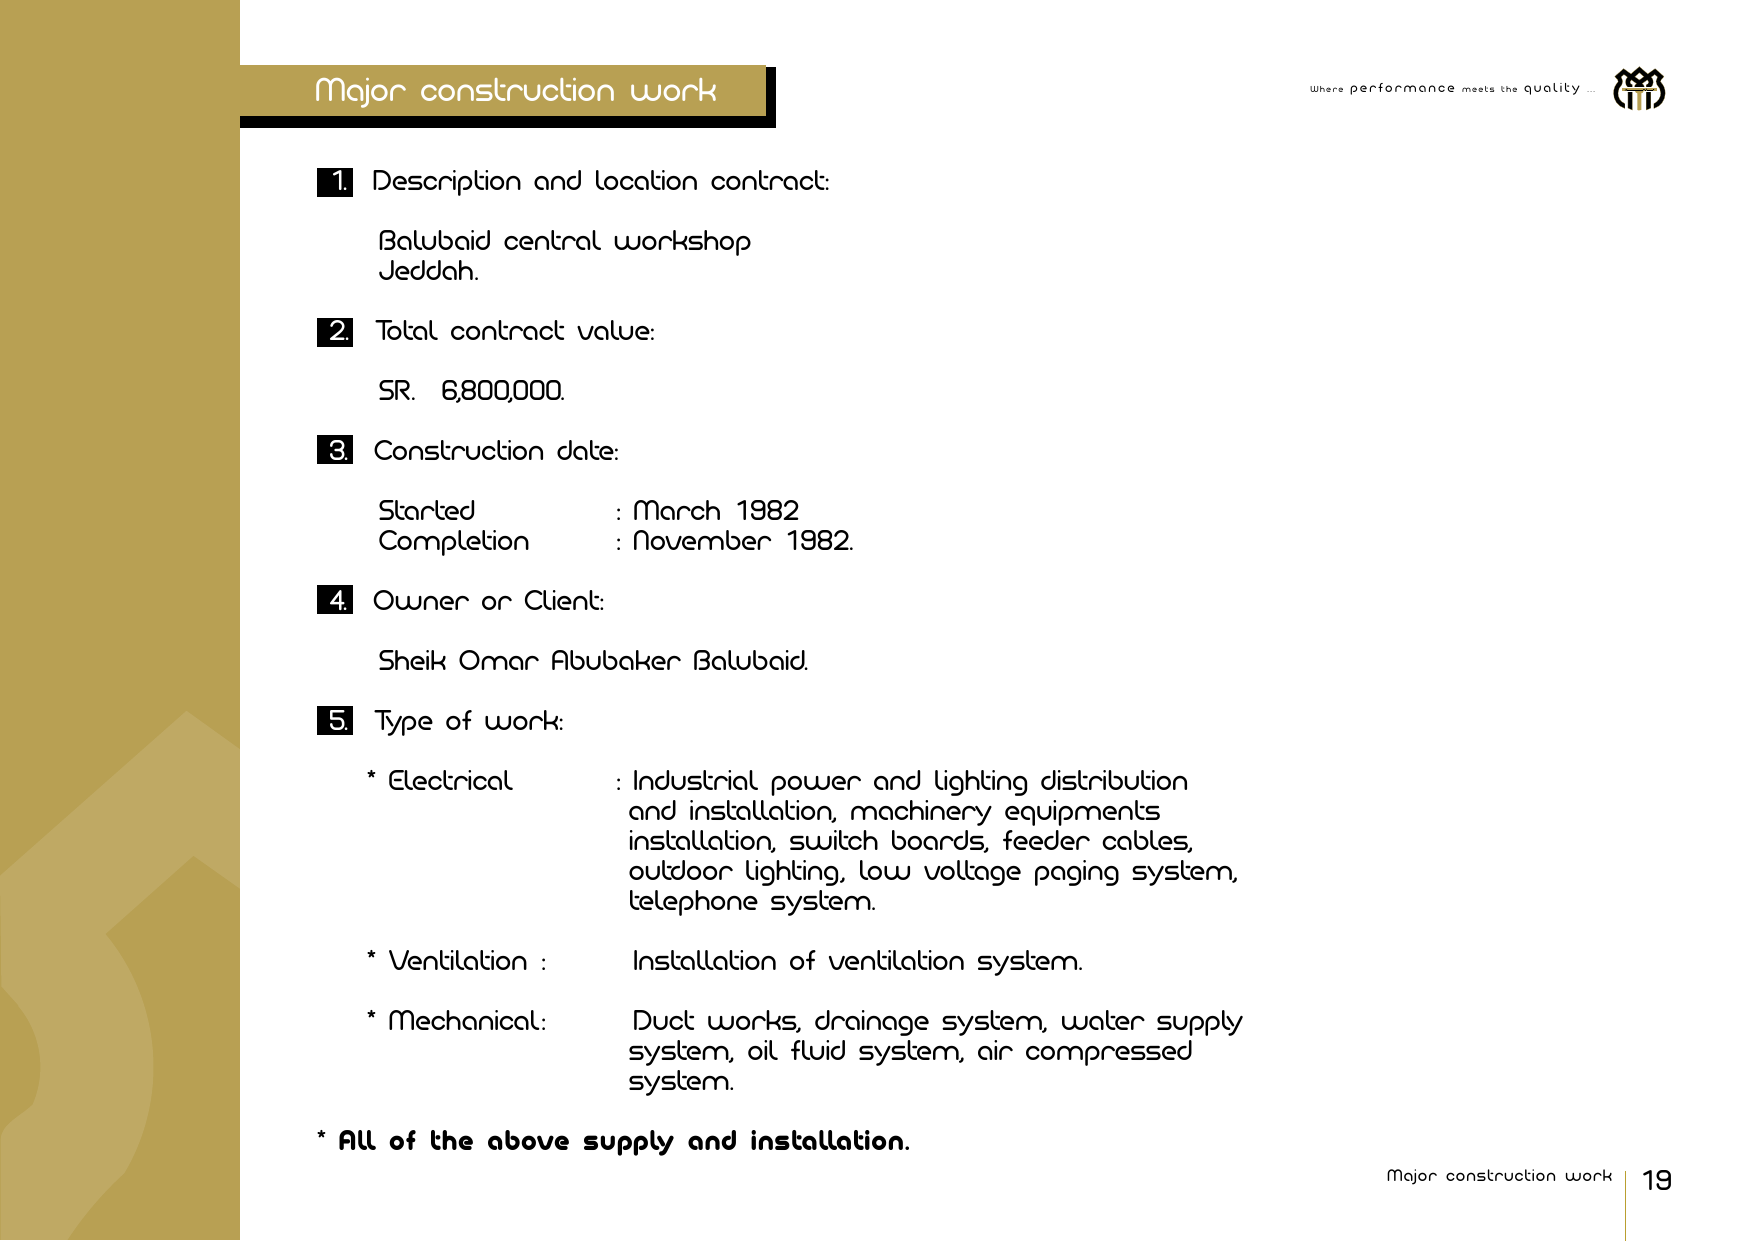 Major construction work
Where performance meets the quality ...
1. Description and location contract:
Balubaid central workshop
Jeddah.
2. Total contract value:
SR. 6,800,000.
3. Construction date:
Started : March 1982
Completion : November 1982.
4. Owner or Client:
Sheik Omar Abubaker Balubaid.
5. Type of work:
* Electrical : Industrial power and lighting distribution
and installation, machinery equipments
installation, switch boards, feeder cables,
outdoor lighting, low voltage paging system,
telephone system.
* Ventilation : Installation of ventilation system.
* Mechanical: Duct works, drainage system, water supply
system, oil fluid system, air compressed
system.
* All of the above supply and installation.
Major construction work 19